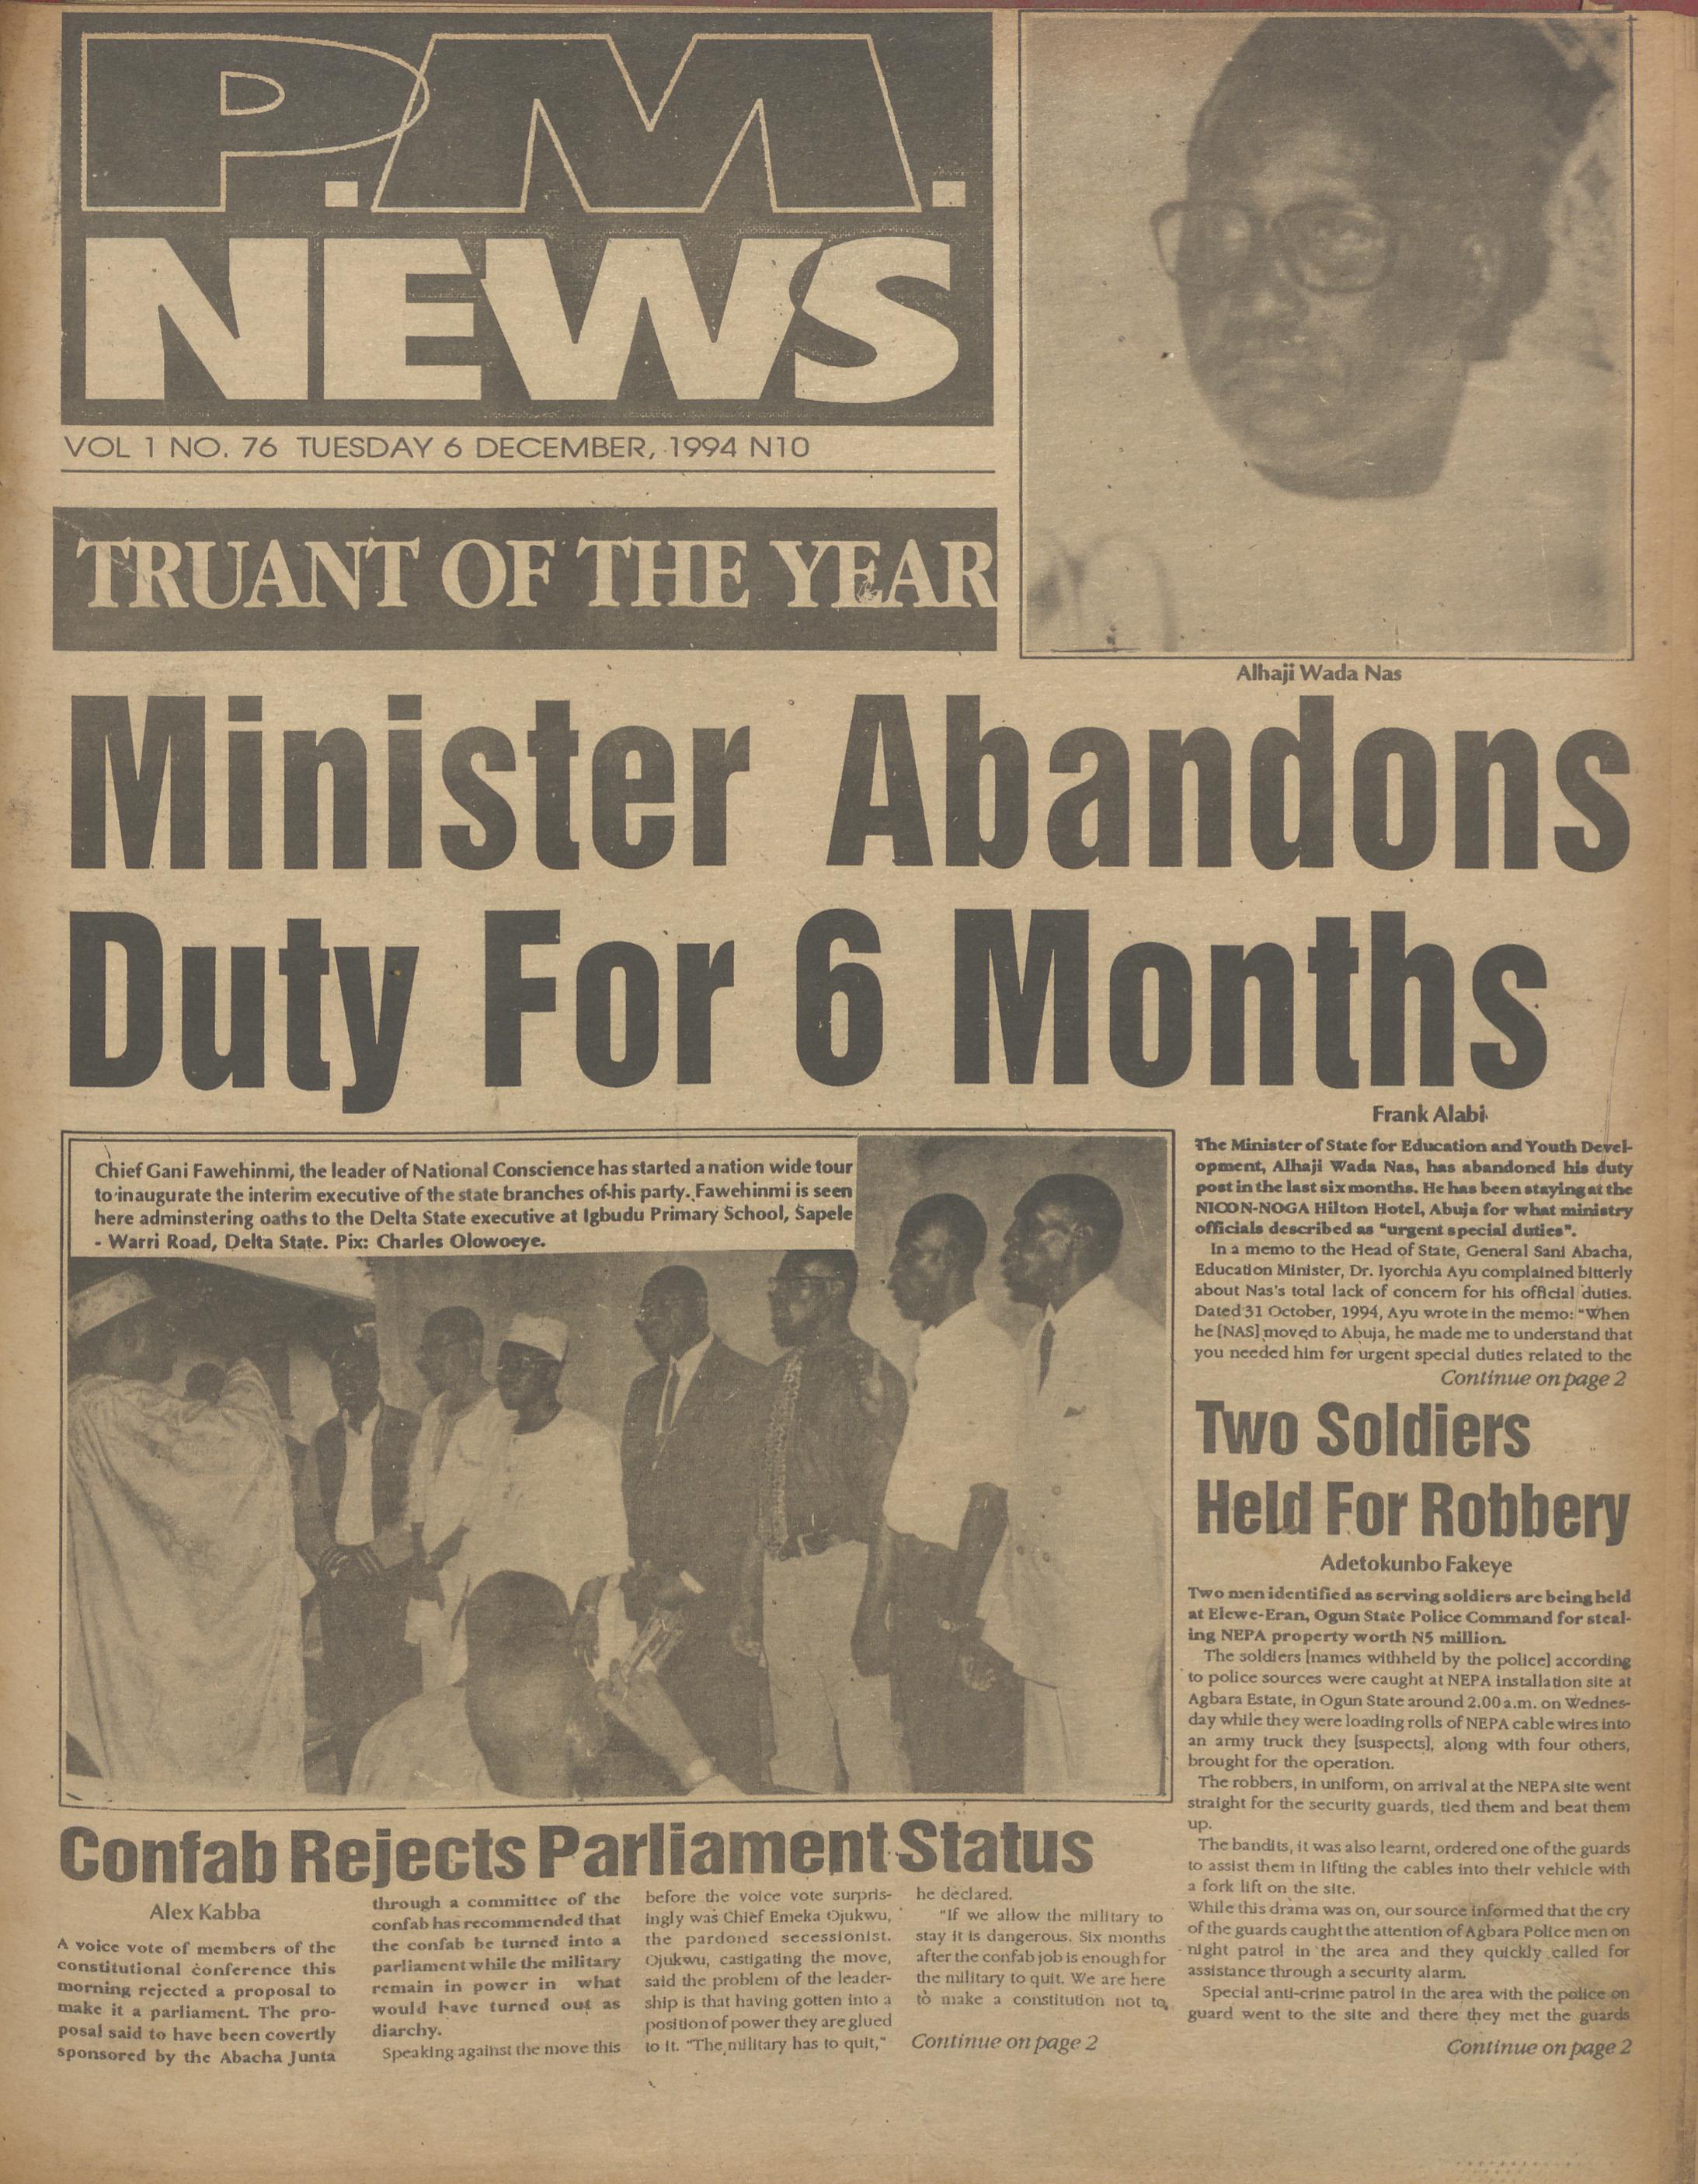 P.M.
NEWS
VOL 1 NO. 76 TUESDAY 6 DECEMBER, 1994 N10
TRUANT OF THE YEAR
Alhaji Wada Nas
Minister Abandons
Duty For 6 Months
Frank Alabi
The Minister of State for Education and Youth Devel-
opment, Alhaji Wada Nas, has abandoned his duty
post in the last six months. He has been staying at the
NICON-NOGA Hilton Hotel, Abuja for what ministry
officials described as "urgent special duties".
In a memo to the Head of State, General Sani Abacha,
Education Minister, Dr. Iyorchia Ayu complained bitterly
about Nas's total lack of concern for his official duties.
Dated 31 October, 1994, Ayu wrote in the memo: "When
he [NAS] moved to Abuja, he made me to understand that
you needed him for urgent special duties related to the
Continue on page 2
Chief Gani Fawehinmi, the leader of National Conscience has started a nation wide tour
to inaugurate the interim executive of the state branches of his party. Fawehinmi is seen
here adminstering oaths to the Delta State executive at Igbudu Primary School, Sapele
- Warri Road, Delta State. Pix: Charles Olowoeye.
Two Soldiers
Held For Robbery
Adetokunbo Fakeye
Two men identified as serving soldiers are being held
at Elewe-Eran, Ogun State Police Command for steal-
ing NEPA property worth N5 million.
The soldiers [names withheld by the police] according
to police sources were caught at NEPA installation site at
Agbara Estate, in Ogun State around 2.00 a.m. on Wednes-
day while they were loading rolls of NEPA cable wires into
an army truck they [suspects], along with four others,
brought for the operation.
The robbers, in uniform, on arrival at the NEPA site went
straight for the security guards, tied them and beat them
up.
The bandits, it was also learnt, ordered one of the guards
to assist them in lifting the cables into their vehicle with
a fork lift on the site.
While this drama was on, our source informed that the cry
of the guards caught the attention of Agbara Police men on
night patrol in the area and they quickly called for
assistance through a security alarm.
Special anti-crime patrol in the area with the police on
guard went to the site and there they met the guards
Continue on page 2
Confab Rejects Parliament Status
Alex Kabba
A voice vote of members of the
constitutional conference this
morning rejected a proposal to
make it a parliament. The pro-
posal said to have been covertly
sponsored by the Abacha Junta
through a committee of the
confab has recommended that
the confab be turned into a
parliament while the military
remain in power in what
would have turned out as
diarchy.
Speaking against the move this
before the voice vote surpris-
ingly was Chief Emeka Ojukwu,
the pardoned secessionist.
Ojukwu, castigating the move,
said the problem of the leader-
ship is that having gotten into a
position of power they are glued
to it. "The military has to quit,"
he declared.
"If we allow the military to
stay it is dangerous. Six months
after the confab job is enough for
the military to quit. We are here
to make a constitution not to
Continue on page 2